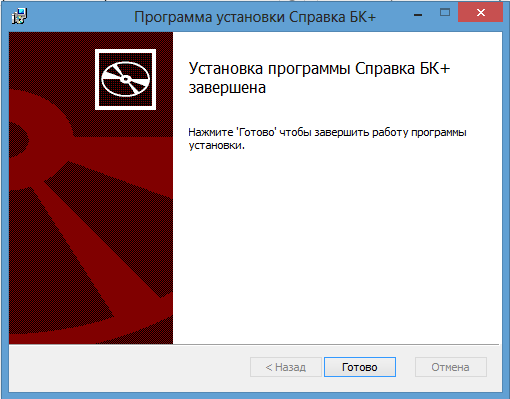 Программа установки Справка БК+
Установка программы Справка БК+
завершена
Нажмите 'Готово' чтобы завершить работу программы
установки.
< Назад
Готово
Отмена